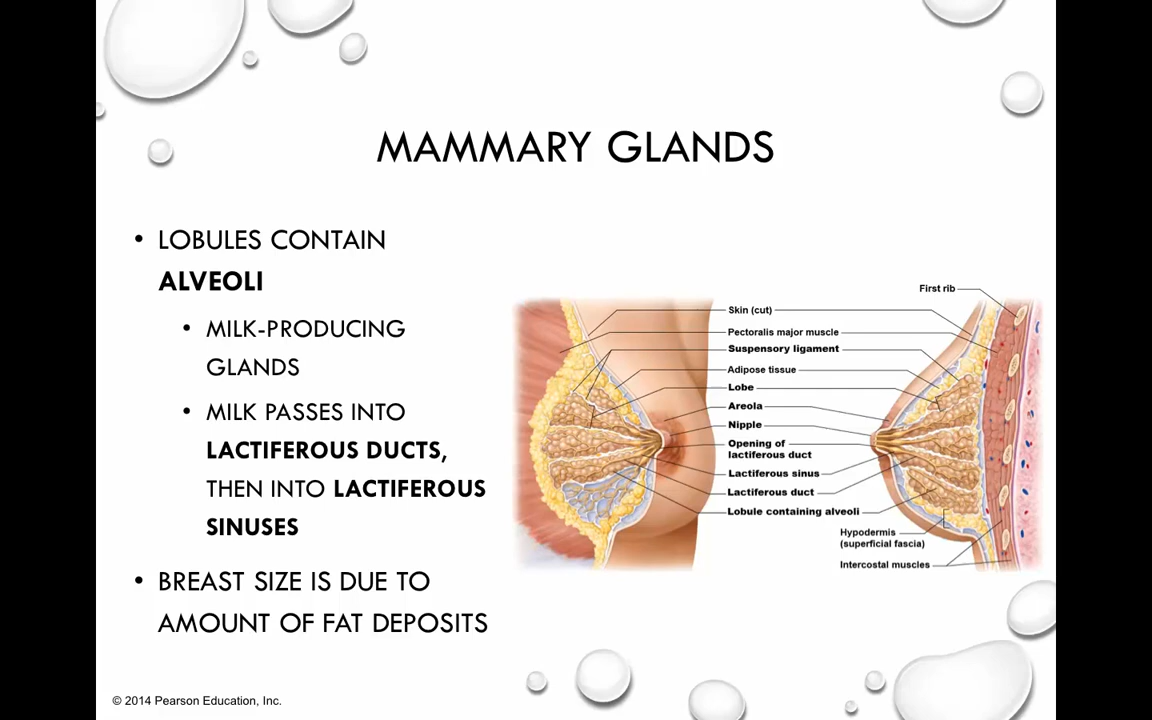 MAMMARY GLANDS
• LOBULES CONTAIN
ALVEOLI
• MILK-PRODUCING
GLANDS
• MILK PASSES INTO
LACTIFEROUS DUCTS,
THEN INTO LACTIFEROUS
SINUSES
• BREAST SIZE IS DUE TO
AMOUNT OF FAT DEPOSITS
First rib
Skin (cut)
Pectoralis major muscle
Suspensory ligament
Adipose tissue
Lobe
Areola
Nipple
Opening of
lactiferous duct
Lactiferous sinus
Lactiferous duct
Lobule containing alveoli
Hypodermis
(superficial fascia)
Intercostal muscles
© 2014 Pearson Education, Inc.